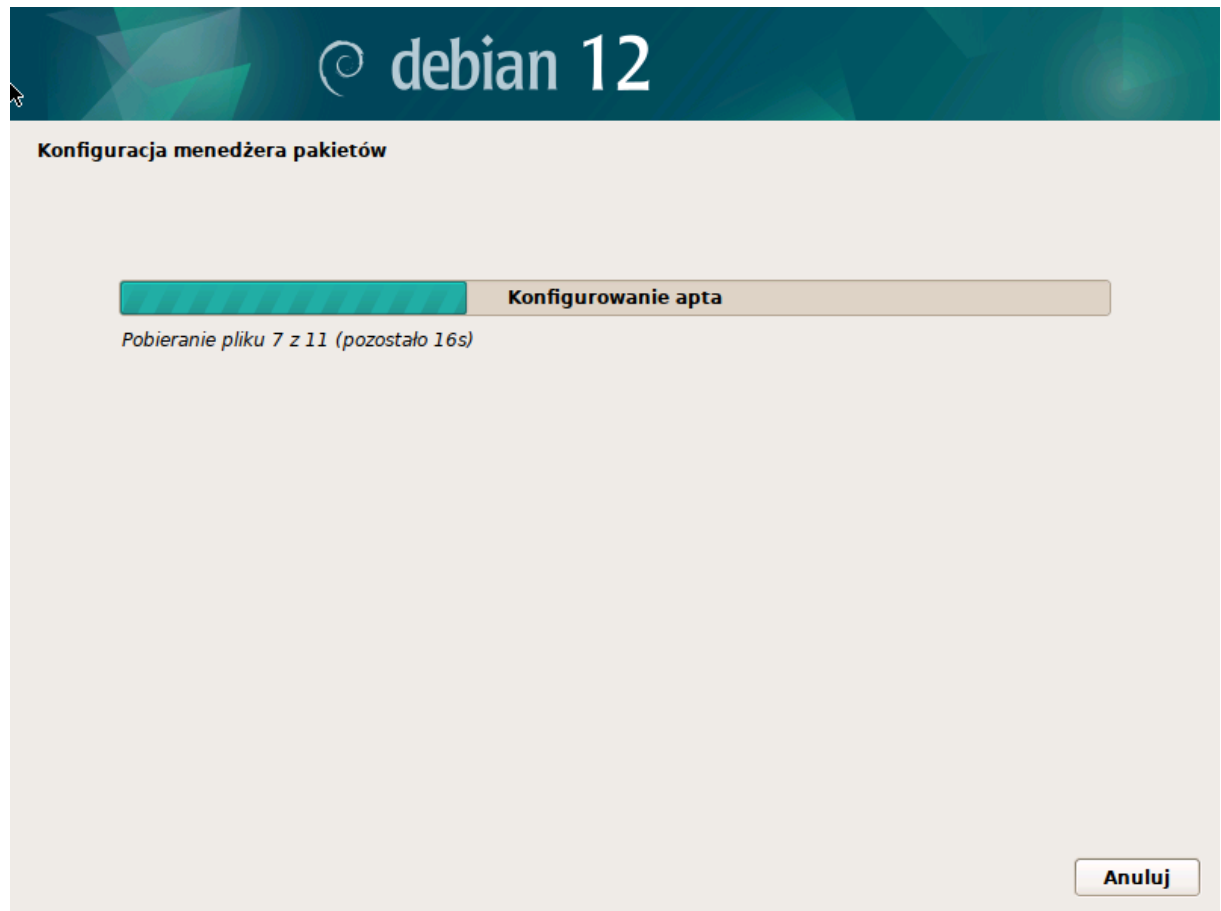 debian 12
Konfiguracja menedżera pakietów
Konfigurowanie apta
Pobieranie pliku 7 z 11 (pozostało 16s)
Anuluj